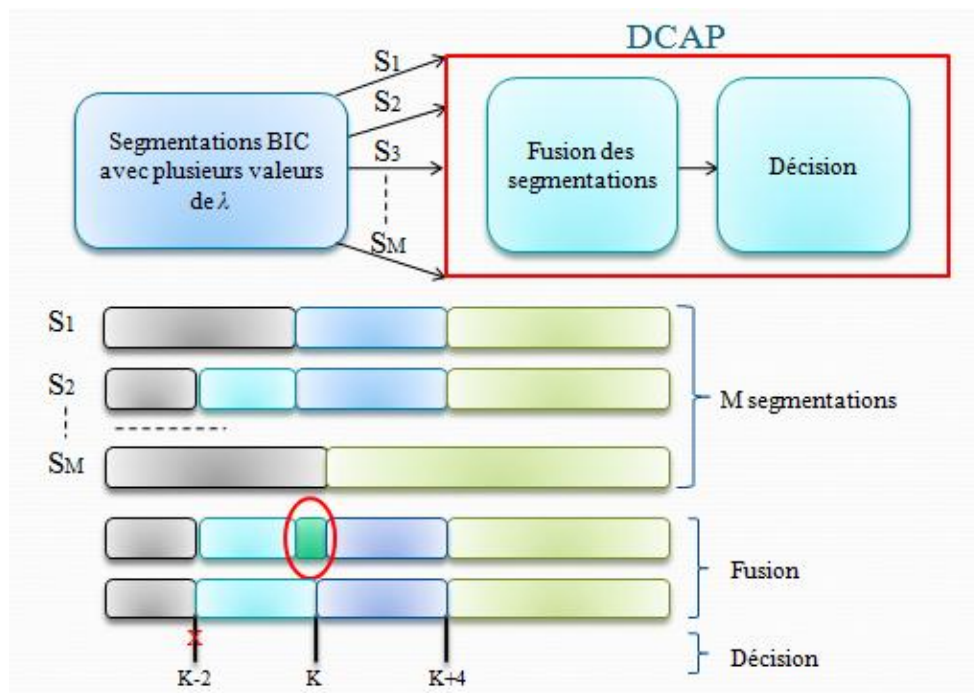 DCAP
S1
S2
S3
SM
Segmentations BIC
avec plusieurs valeurs
de λ
Fusion des
segmentations
Décision
S1
S2
SM
M segmentations
Fusion
Décision
x
K-2
K
K+4